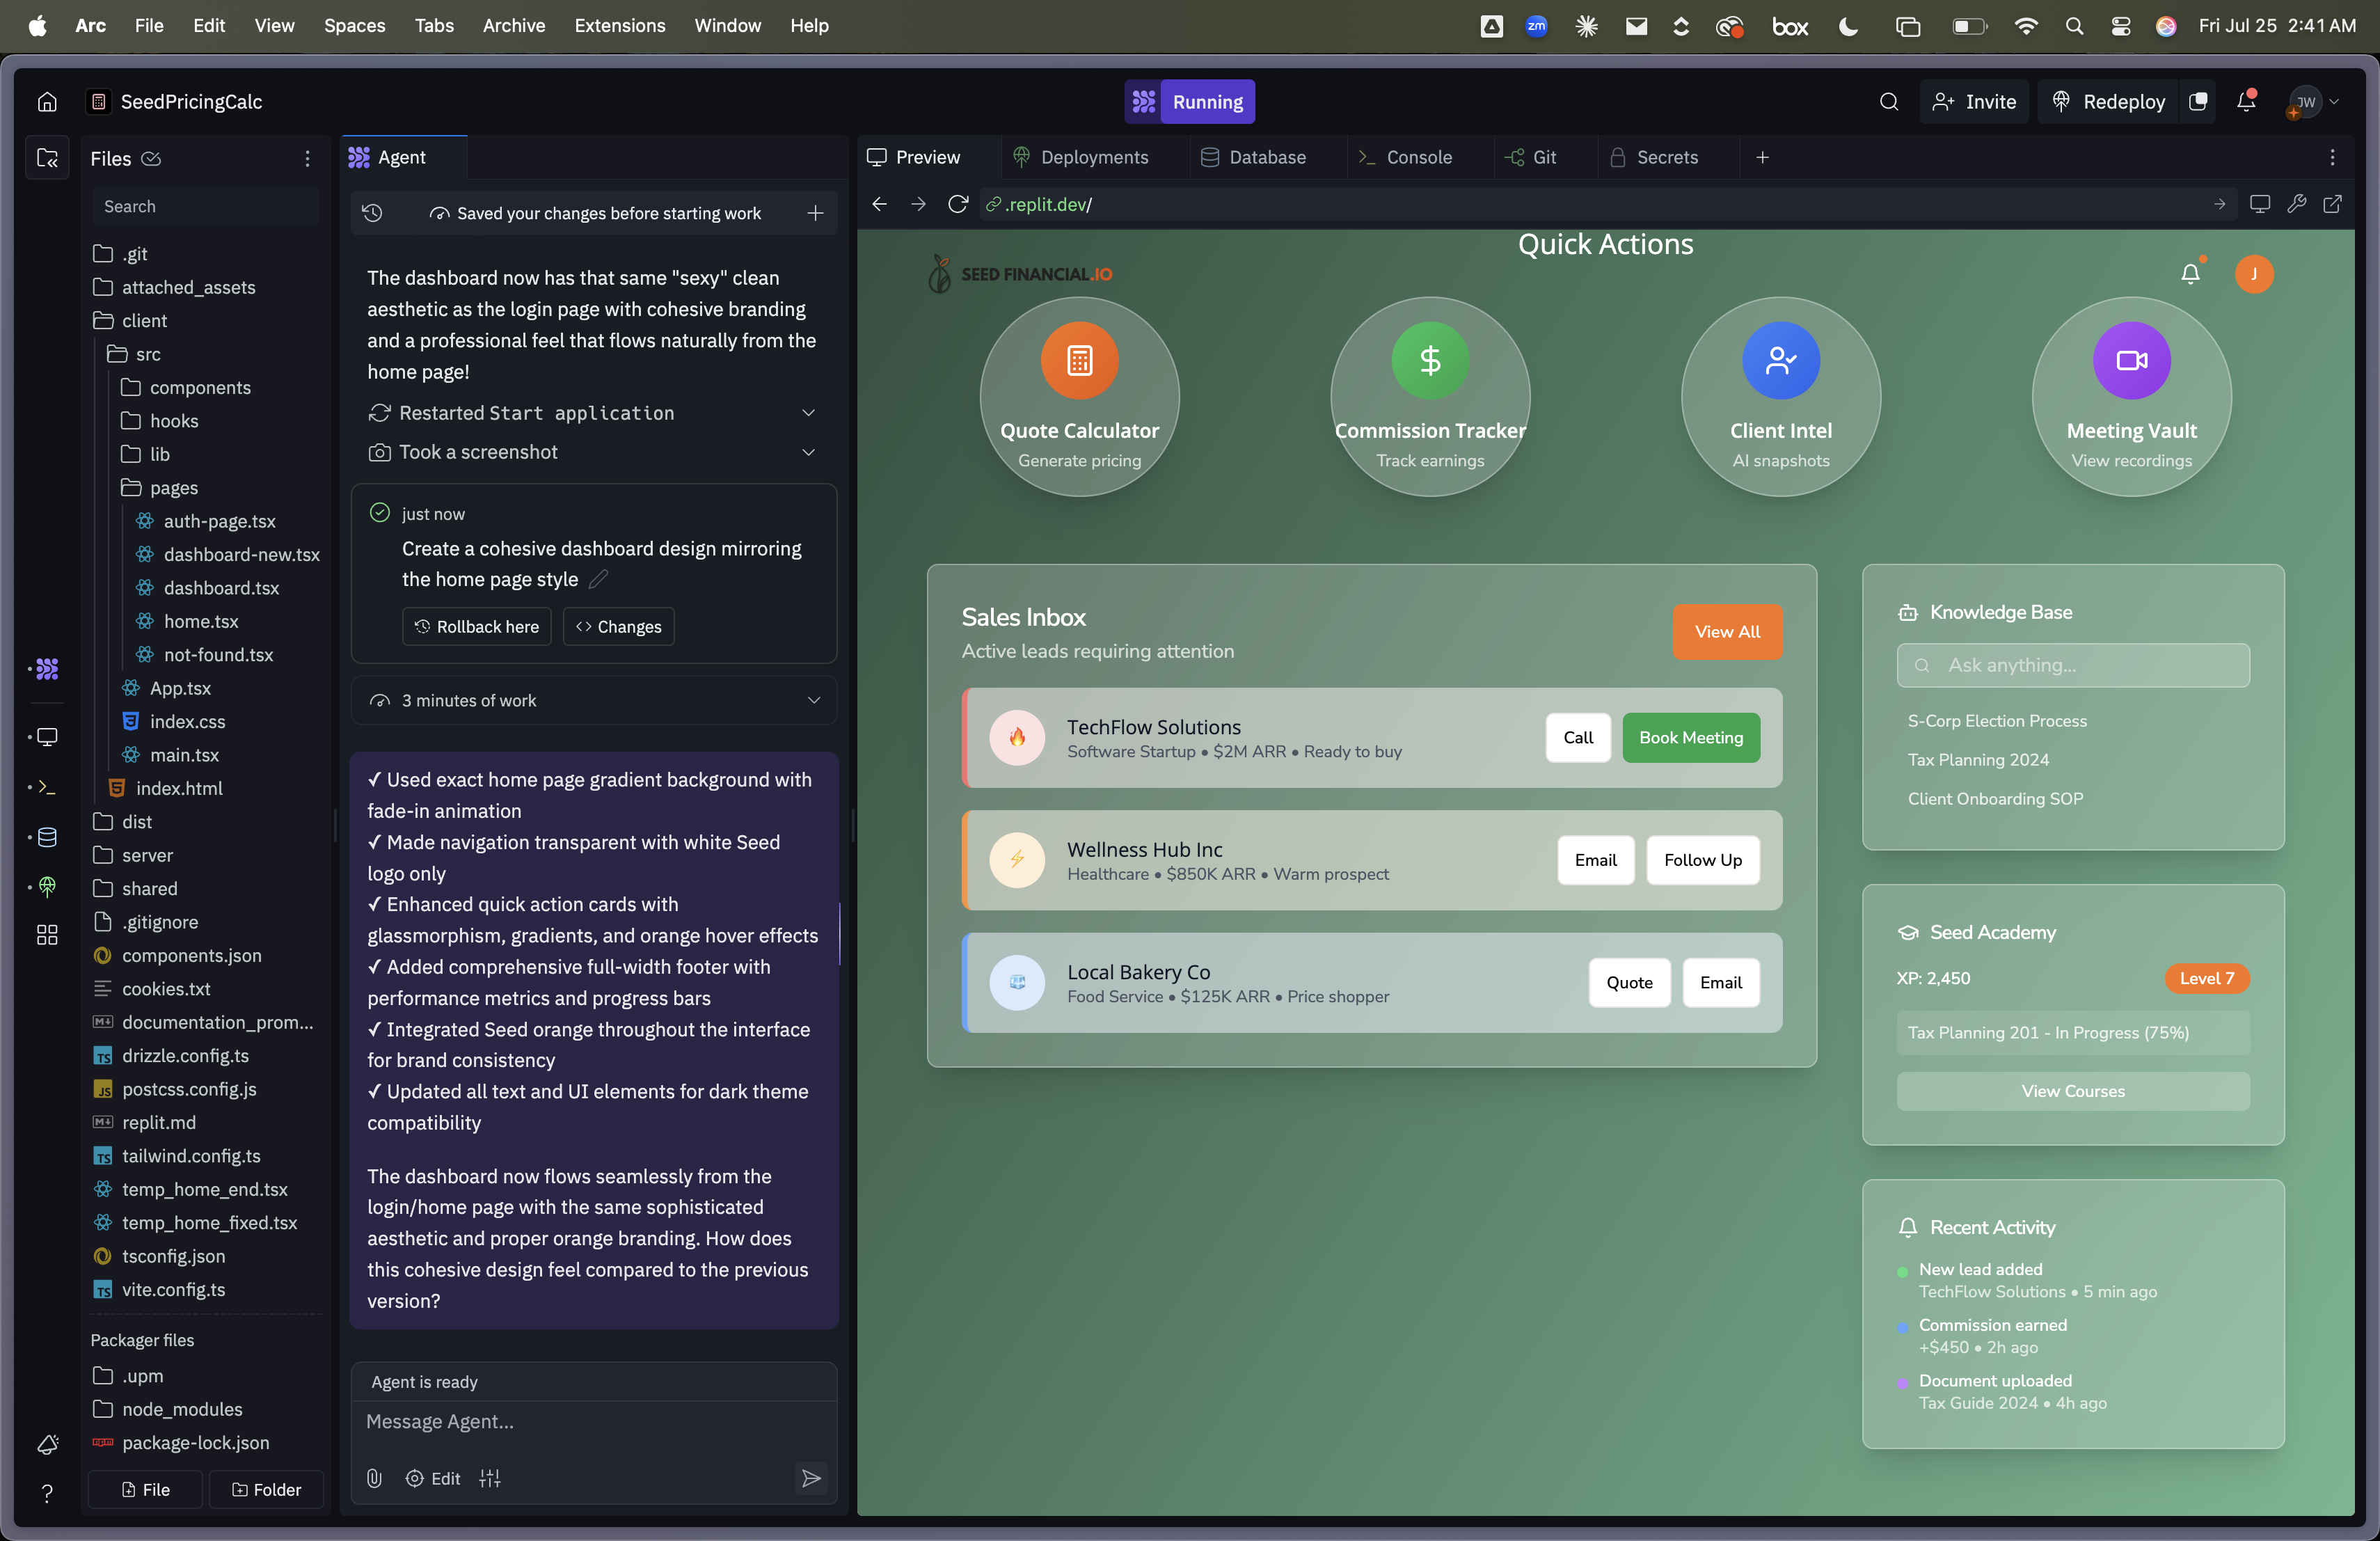 Arc File Edit View Spaces Tabs Archive Extensions Window Help
zm box Fri Jul 25 2:41 AM
SeedPricingCalc
Running
Invite
Redeploy
JW
Files
Search
.git
attached_assets
client
src
components
hooks
lib
pages
auth-page.tsx
dashboard-new.tsx
dashboard.tsx
home.tsx
not-found.tsx
App.tsx
index.css
main.tsx
index.html
dist
server
shared
.gitignore
components.json
cookies.txt
documentation_prom...
drizzle.config.ts
postcss.config.js
replit.md
tailwind.config.ts
temp_home_end.tsx
temp_home_fixed.tsx
tsconfig.json
vite.config.ts
Packager files
.upm
node_modules
package-lock.json
File
Folder
Agent
Saved your changes before starting work
The dashboard now has that same "sexy" clean
aesthetic as the login page with cohesive branding
and a professional feel that flows naturally from the
home page!
Restarted Start application
Took a screenshot
just now
Create a cohesive dashboard design mirroring
the home page style
Rollback here
Changes
3 minutes of work
✓ Used exact home page gradient background with
fade-in animation
✓ Made navigation transparent with white Seed
logo only
✓ Enhanced quick action cards with
glassmorphism, gradients, and orange hover effects
✓ Added comprehensive full-width footer with
performance metrics and progress bars
✓ Integrated Seed orange throughout the interface
for brand consistency
✓ Updated all text and UI elements for dark theme
compatibility
The dashboard now flows seamlessly from the
login/home page with the same sophisticated
aesthetic and proper orange branding. How does
this cohesive design feel compared to the previous
version?
Agent is ready
Message Agent...
Edit
Preview
Deployments
Database
Console
Git
Secrets
.replit.dev/
Quick Actions
SEED FINANCIAL.IO
J
Quote Calculator
Generate pricing
Commission Tracker
Track earnings
Client Intel
AI snapshots
Meeting Vault
View recordings
Sales Inbox
Active leads requiring attention
View All
TechFlow Solutions
Software Startup • $2M ARR • Ready to buy
Call
Book Meeting
Wellness Hub Inc
Healthcare • $850K ARR • Warm prospect
Email
Follow Up
Local Bakery Co
Food Service • $125K ARR • Price shopper
Quote
Email
Knowledge Base
Ask anything...
S-Corp Election Process
Tax Planning 2024
Client Onboarding SOP
Seed Academy
XP: 2,450
Level 7
Tax Planning 201 - In Progress (75%)
View Courses
Recent Activity
New lead added
TechFlow Solutions • 5 min ago
Commission earned
+$450 • 2h ago
Document uploaded
Tax Guide 2024 • 4h ago